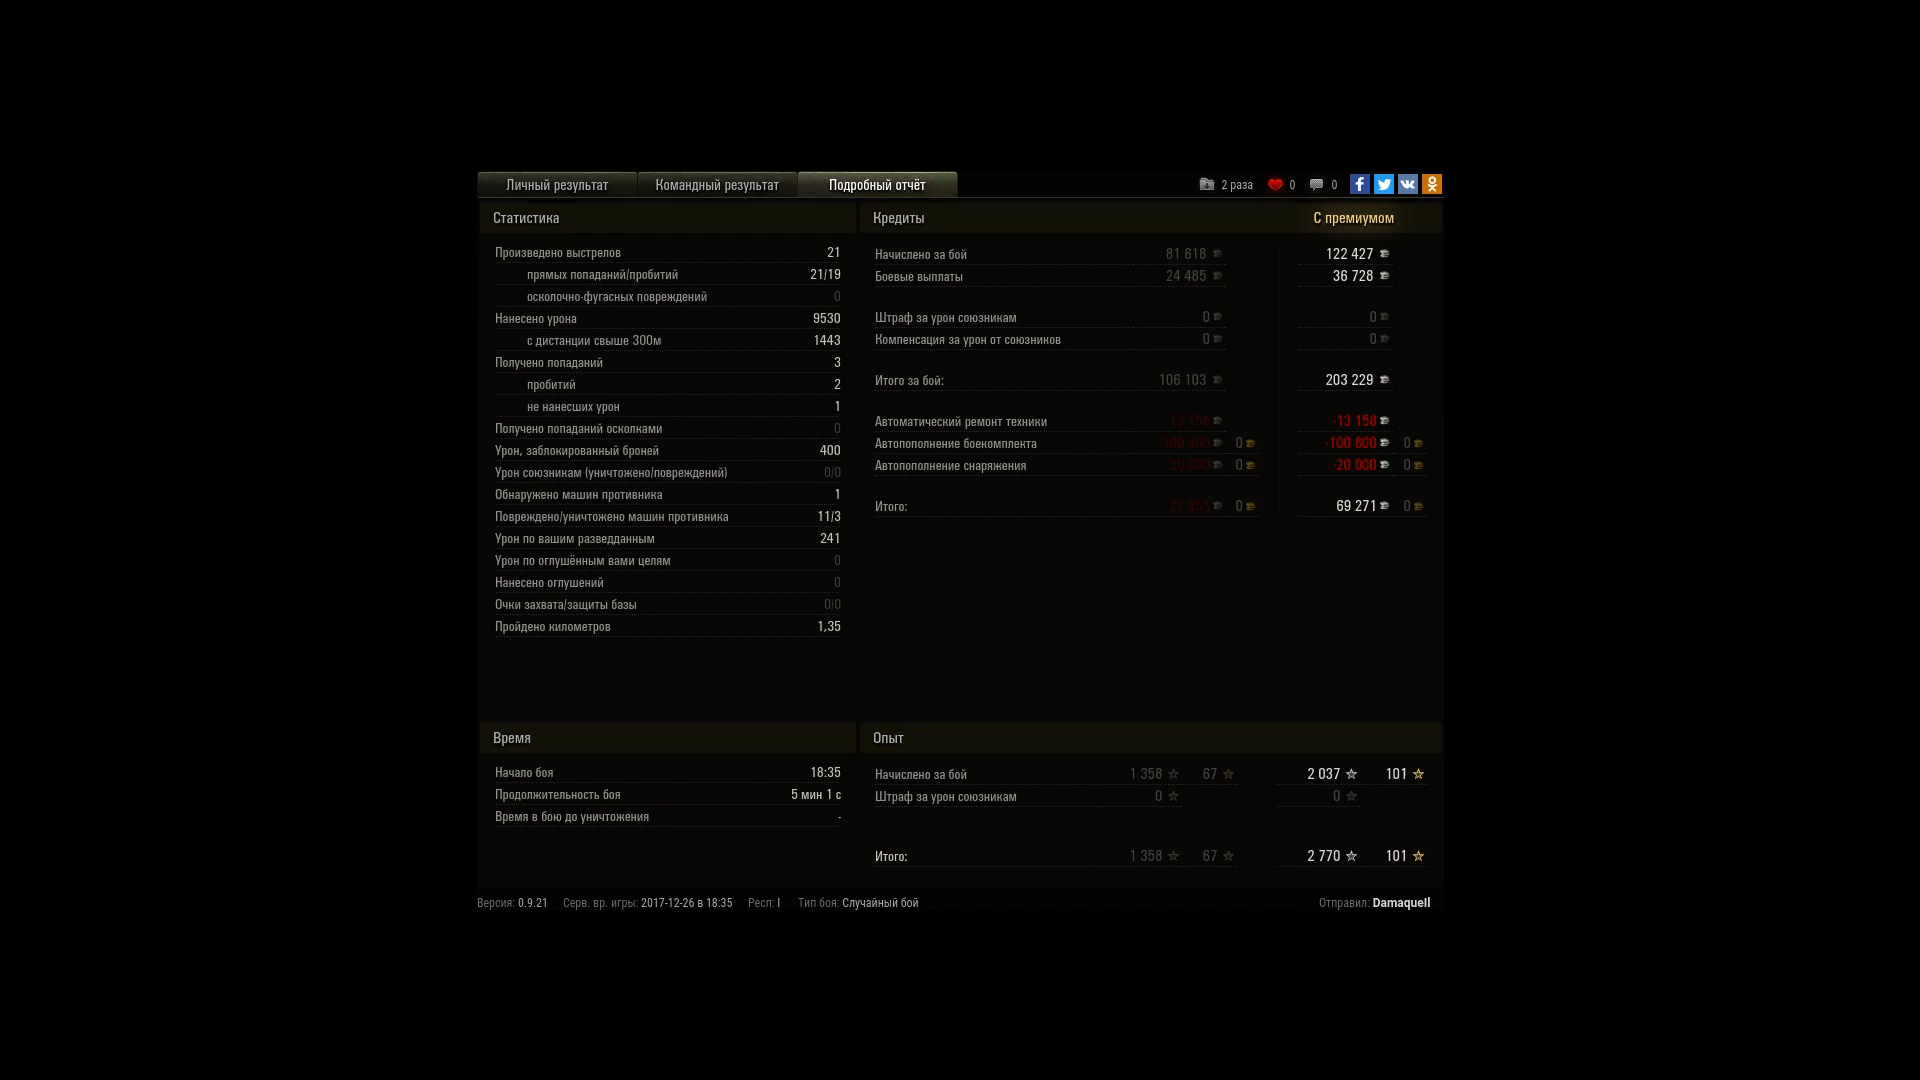 Личный результат Командный результат Подробный отчёт 2 раза 0 0
Статистика
Произведено выстрелов 21
прямых попаданий/пробитий 21/19
осколочно-фугасных повреждений 0
Нанесено урона 9530
с дистанции свыше 300м 1443
Получено попаданий 3
пробитий 2
не нанесших урон 1
Получено попаданий осколками 0
Урон, заблокированный броней 400
Урон союзникам (уничтожено/повреждений) 0/0
Обнаружено машин противника 1
Повреждено/уничтожено машин противника 11/3
Урон по вашим разведданным 241
Урон по оглушённым вами целям 0
Нанесено оглушений 0
Очки захвата/защиты базы 0/0
Пройдено километров 1,35
Кредиты С премиумом
Начислено за бой 81 618 122 427
Боевые выплаты 24 485 36 728
Штраф за урон союзникам 0 0
Компенсация за урон от союзников 0 0
Итого за бой: 106 103 203 229
Автоматический ремонт техники -13 158 -13 158
Автопополнение боекомплекта 0 -100 800 0
Автопополнение снаряжения 0 -20 000 0
Итого: 0 69 271 0
Время
Начало боя 18:35
Продолжительность боя 5 мин 1 с
Время в бою до уничтожения -
Опыт
Начислено за бой 1 358 67 2 037 101
Штраф за урон союзникам 0 0
Итого: 1 358 67 2 770 101
Версия: 0.9.21 Серв. вр. игры: 2017-12-26 в 18:35 Респ: I Тип боя: Случайный бой Отправил: Damaquell